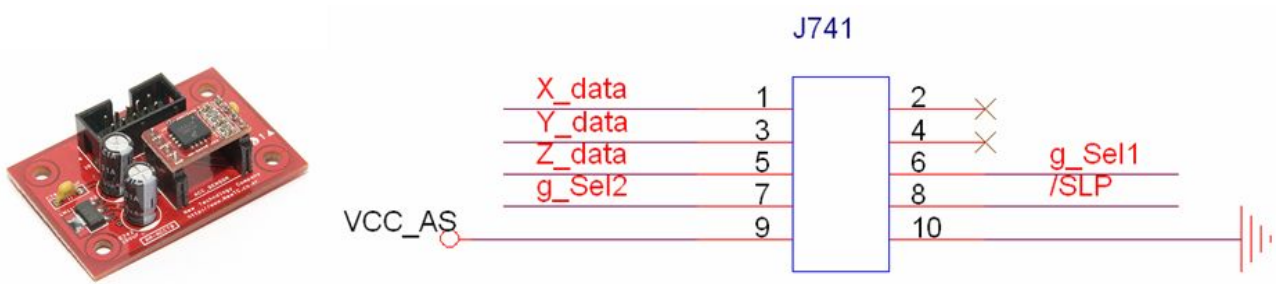 J741
X_data 1 2
Y_data 3 4
Z_data 5 6 g_Sel1
g_Sel2 7 8 /SLP
VCC_AS 9 10